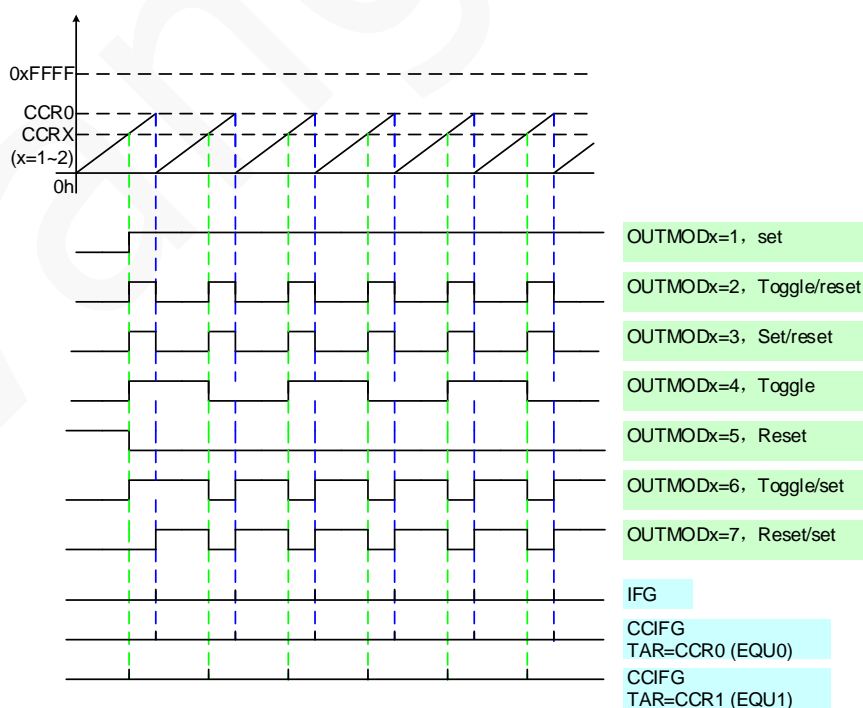 0xFFFF
CCR0
CCRX
(x=1~2)
0h
OUTMODx=1，set
OUTMODx=2，Toggle/reset
OUTMODx=3，Set/reset
OUTMODx=4，Toggle
OUTMODx=5，Reset
OUTMODx=6，Toggle/set
OUTMODx=7，Reset/set
IFG
CCIFG
TAR=CCR0 (EQU0)
CCIFG
TAR=CCR1 (EQU1)